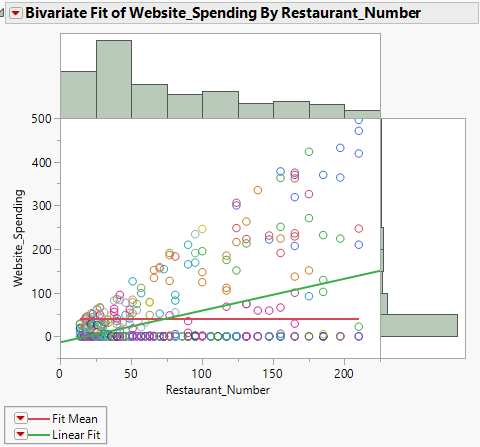 Bivariate Fit of Website_Spending By Restaurant_Number
500
400
300
200
100
0
Website_Spending
0 50 100 150 200
Restaurant_Number
Fit Mean
Linear Fit